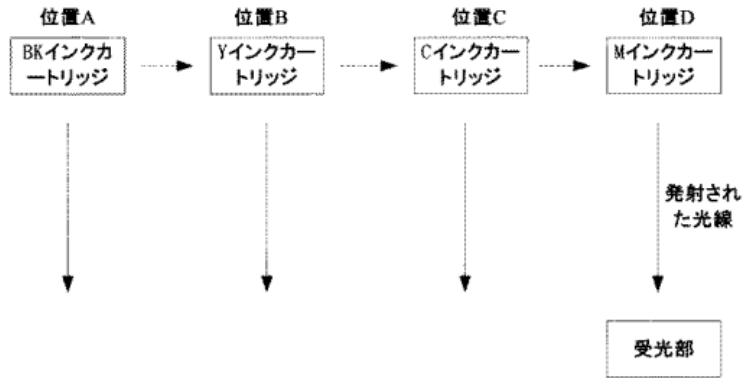 位置A
位置B
位置C
位置D
BKインクカ
ートリッジ
Yインクカー
トリッジ
Cインクカー
トリッジ
Mインクカー
トリッジ
発射され
た光線
受光部